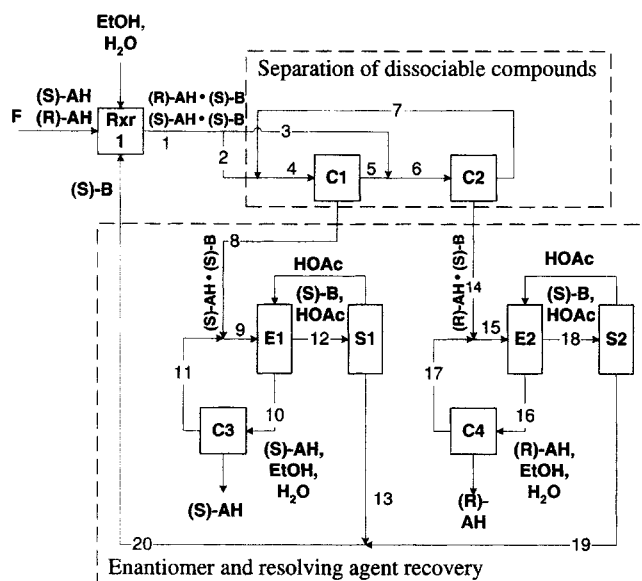 EtOH,
H₂O
Separation of dissociable compounds
(S)-AH
(R)-AH
F
Rxr
1
(R)-AH • (S)-B
(S)-AH • (S)-B
1
2
3
7
4
C1
5
6
C2
(S)-B
8
(S)-AH • (S)-B
HOAc
(S)-B,
HOAc
9
E1
12
S1
11
10
C3
(S)-AH,
EtOH,
H₂O
(S)-AH
13
(R)-AH • (S)-B
14
HOAc
(S)-B,
HOAc
15
E2
18
S2
17
16
C4
(R)-AH,
EtOH,
H₂O
(R)-
AH
20
19
Enantiomer and resolving agent recovery